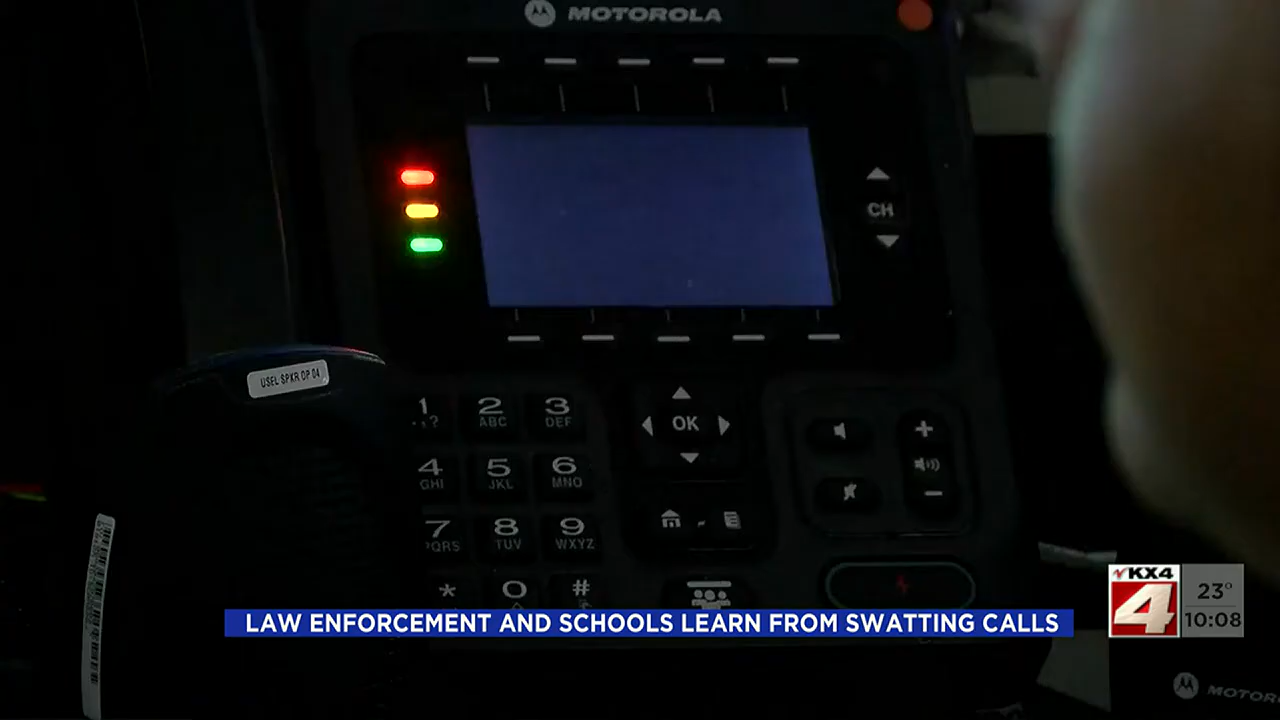 MOTOROLA
CH
USEL SPKR OP 04
1 2 ABC 3 DEF
OK
4 GHI 5 JKL 6 MNO
7 PQRS 8 TUV 9 WXYZ
* 0 #
LAW ENFORCEMENT AND SCHOOLS LEARN FROM SWATTING CALLS
KX4
4
23°
10:08
MOTOROLA